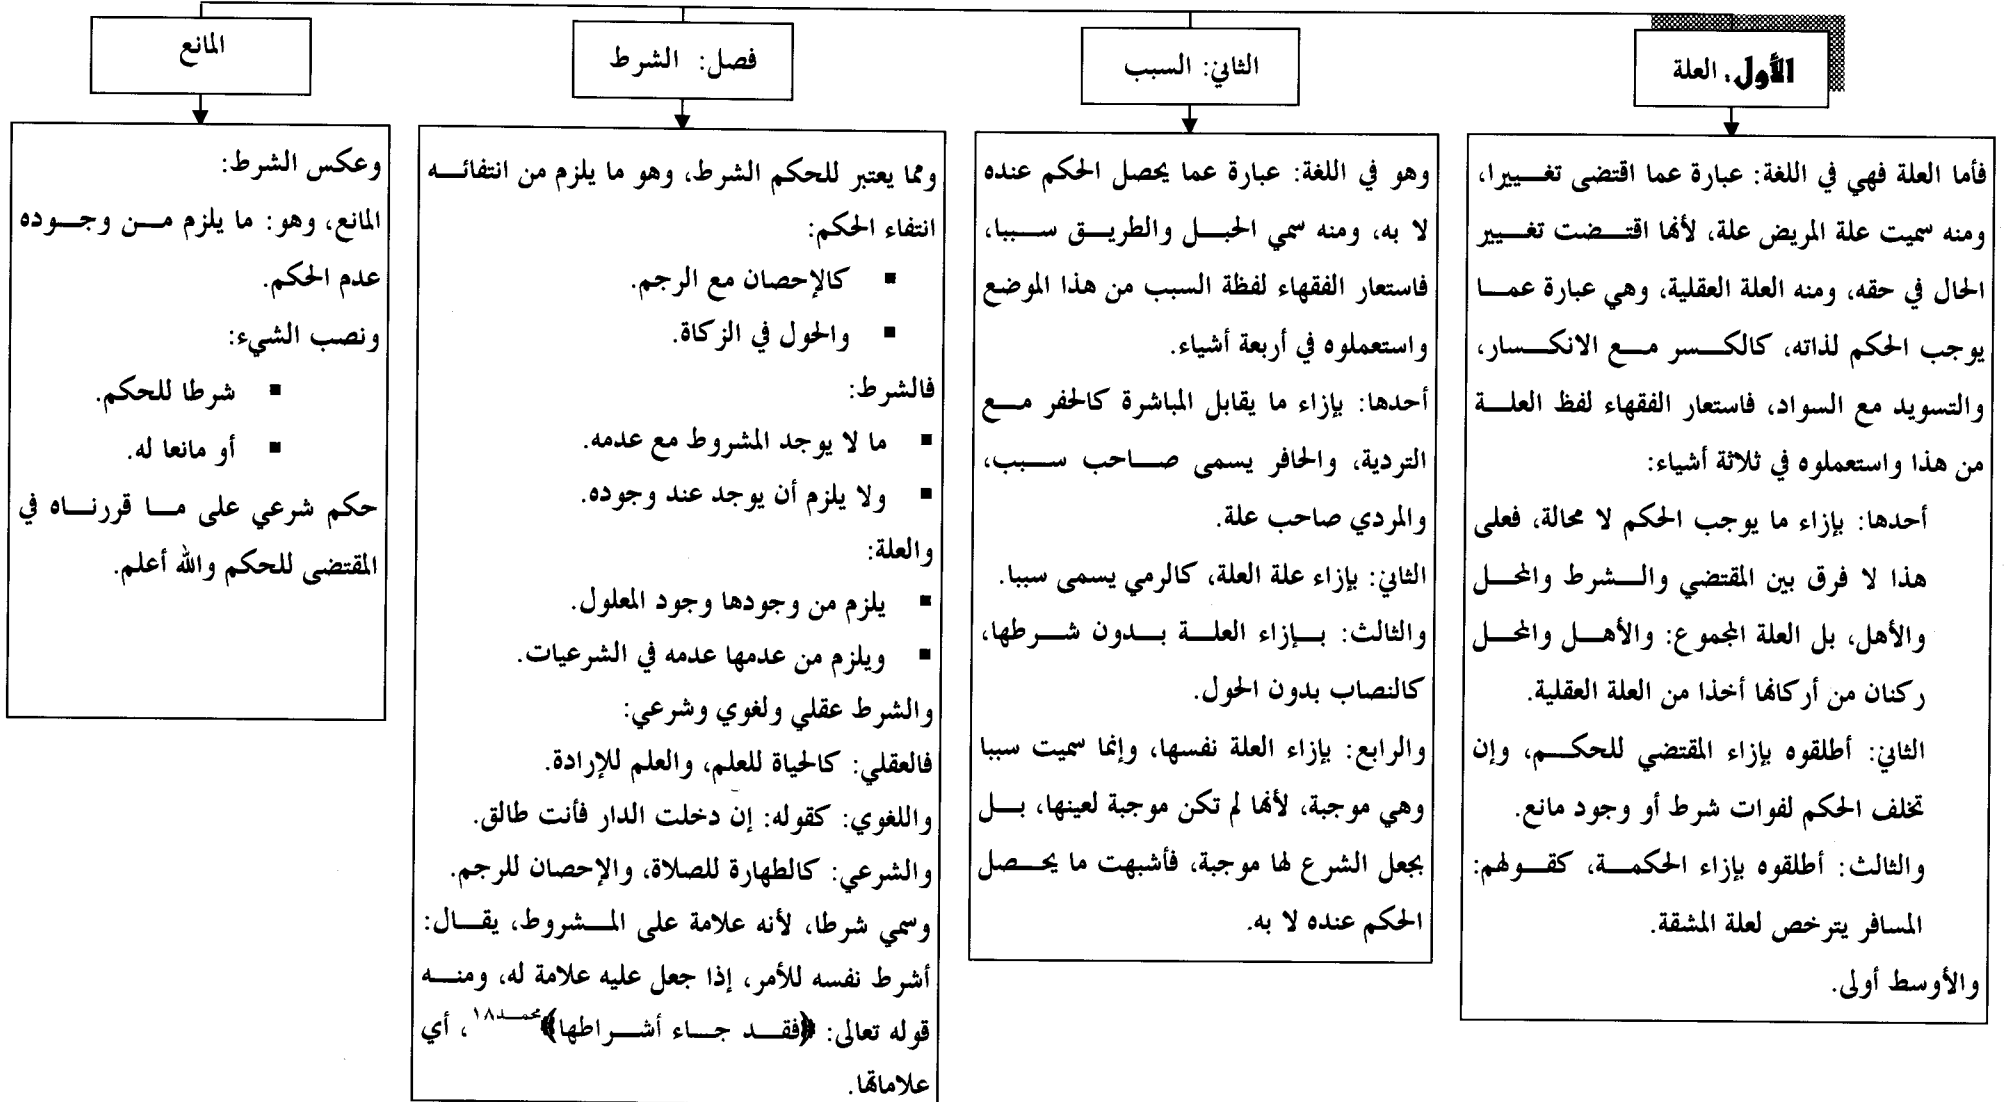 الأول: العلة
فأما العلة فهي في اللغة: عبارة عما اقتضى تغييرا،
ومنه سميت علة المريض علة، لأنها اقتضت تغيير
الحال في حقه، ومنه العلة العقلية، وهي عبارة عما
يوجب الحكم لذاته، كالكسر مع الانكسار،
والتسويد مع السواد، فاستعار الفقهاء لفظ العلة
من هذا واستعملوه في ثلاثة أشياء:
أحدها: بإزاء ما يوجب الحكم لا محالة، فعلى
هذا لا فرق بين المقتضي والشرط والمحل
والأهل، بل العلة المجموع: والأهل والمحل
ركنان من أركانها أخذا من العلة العقلية.
الثاني: أطلقوه بإزاء المقتضي للحكم، وإن
تخلف الحكم لفوات شرط أو وجود مانع.
والثالث: أطلقوه بإزاء الحكمة، كقولهم:
المسافر يترخص لعلة المشقة.
والأوسط أولى.
الثاني: السبب
وهو في اللغة: عبارة عما يحصل الحكم عنده
لا به، ومنه سمي الحبل والطريق سببا،
فاستعار الفقهاء لفظة السبب من هذا الموضع
واستعملوه في أربعة أشياء.
أحدها: بإزاء ما يقابل المباشرة كالحفر مع
التردية، والحافر يسمى صاحب سبب،
والمردي صاحب علة.
الثاني: بإزاء علة العلة، كالرمي يسمى سببا.
والثالث: بإزاء العلة بدون شرطها،
كالنصاب بدون الحول.
والرابع: بإزاء العلة نفسها، وإنما سميت سببا
وهي موجبة، لأنها لم تكن موجبة لعينها، بل
بجعل الشرع لها موجبة، فأشبهت ما يحصل
الحكم عنده لا به.
فصل: الشرط
ومما يعتبر للحكم الشرط، وهو ما يلزم من انتفائه
انتفاء الحكم:
▪ كالإحصان مع الرجم.
▪ والحول في الزكاة.
فالشرط:
▪ ما لا يوجد المشروط مع عدمه.
▪ ولا يلزم أن يوجد عند وجوده.
والعلة:
▪ يلزم من وجودها وجود المعلول.
▪ ويلزم من عدمها عدمه في الشرعيات.
والشرط عقلي ولغوي وشرعي:
فالعقلي: كالحياة للعلم، والعلم للإرادة.
واللغوي: كقوله: إن دخلت الدار فأنت طالق.
والشرعي: كالطهارة للصلاة، والإحصان للرجم.
وسمي شرطا، لأنه علامة على المشروط، يقال:
أشرط نفسه للأمر، إذا جعل عليه علامة له، ومنه
قوله تعالى: ﴿فقد جاء أشراطها﴾محمد١٨، أي
علاماتها.
المانع
وعكس الشرط:
المانع، وهو: ما يلزم من وجوده
عدم الحكم.
ونصب الشيء:
▪ شرطا للحكم.
▪ أو مانعا له.
حكم شرعي على ما قررناه في
المقتضى للحكم والله أعلم.